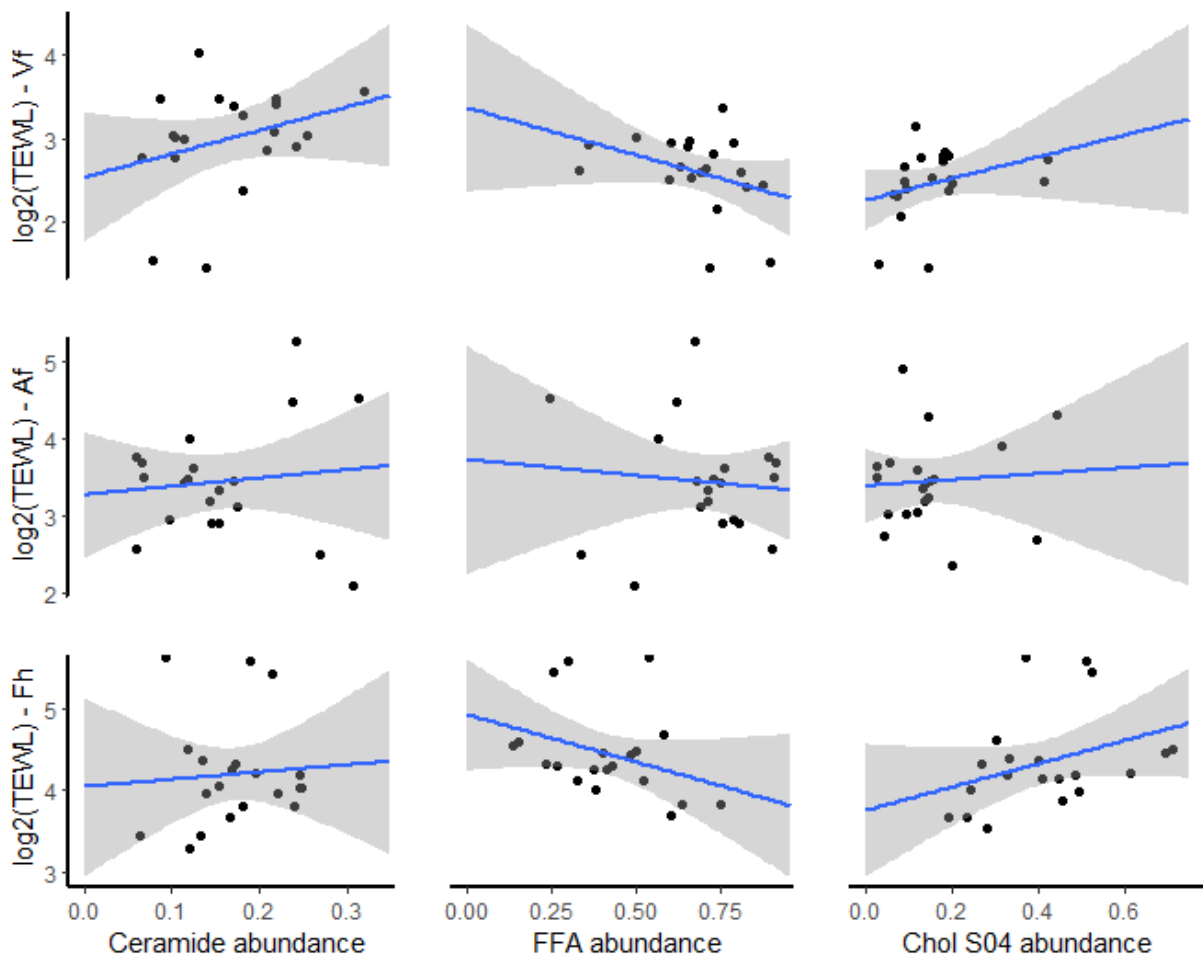 log2(TEWL) - Vf
4
3
2
log2(TEWL) - Af
5
4
3
2
log2(TEWL) - Fh
5
4
3
0.0 0.1 0.2 0.3
0.00 0.25 0.50 0.75
0.0 0.2 0.4 0.6
Ceramide abundance
FFA abundance
Chol S04 abundance